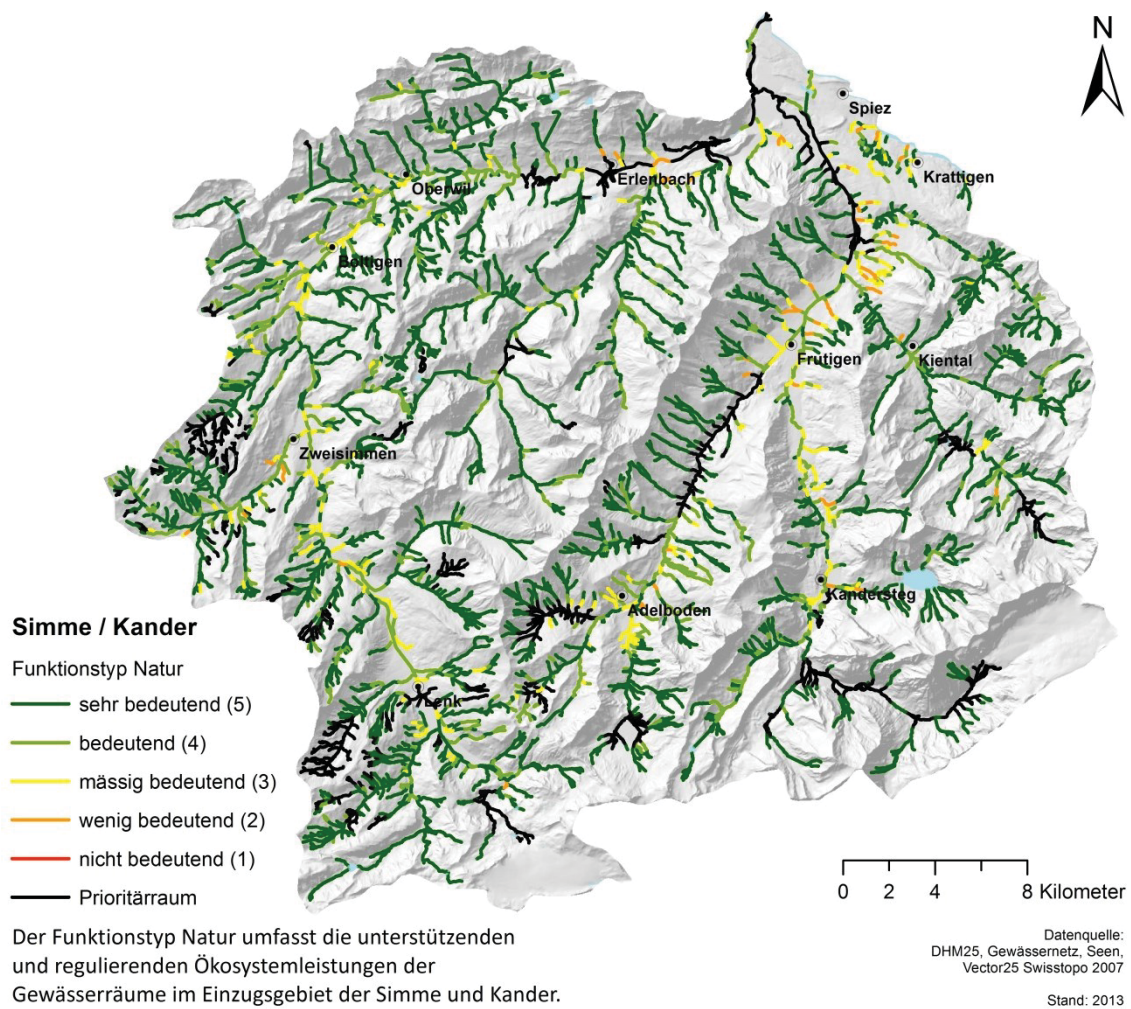 N
Spiez
Krattigen
Erlenbach
Oberwil
Boltigen
Frutigen
Kiental
Zweisimmen
Kandersteg
Adelboden
Lenk
Simme / Kander
Funktionstyp Natur
sehr bedeutend (5)
bedeutend (4)
mässig bedeutend (3)
wenig bedeutend (2)
nicht bedeutend (1)
Prioritärraum
0 2 4 8 Kilometer
Der Funktionstyp Natur umfasst die unterstützenden
und regulierenden Ökosystemleistungen der
Gewässerräume im Einzugsgebiet der Simme und Kander.
Datenquelle:
DHM25, Gewässernetz, Seen,
Vector25 Swisstopo 2007
Stand: 2013